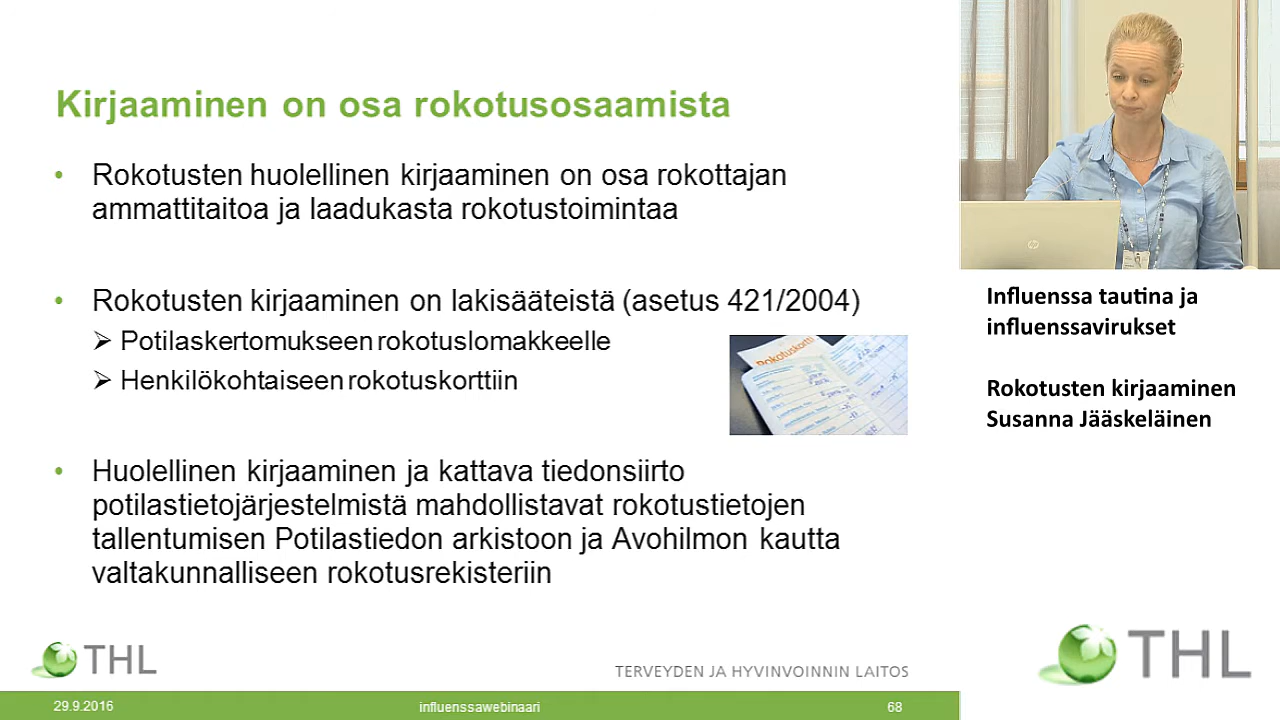 Kirjaaminen on osa rokotusosaamista
• Rokotusten huolellinen kirjaaminen on osa rokottajan
ammattitaitoa ja laadukasta rokotustoimintaa
• Rokotusten kirjaaminen on lakisääteistä (asetus 421/2004)
➢ Potilaskertomukseen rokotuslomakkeelle
➢ Henkilökohtaiseen rokotuskorttiin
Rokotuskortti
• Huolellinen kirjaaminen ja kattava tiedonsiirto
potilastietojärjestelmistä mahdollistavat rokotustietojen
tallentumisen Potilastiedon arkistoon ja Avohilmon kautta
valtakunnalliseen rokotusrekisteriin
THL
TERVEYDEN JA HYVINVOINNIN LAITOS
29.9.2016
influenssawebinaari
68
hp
Influenssa tautina ja
influenssavirukset
Rokotusten kirjaaminen
Susanna Jääskeläinen
THL